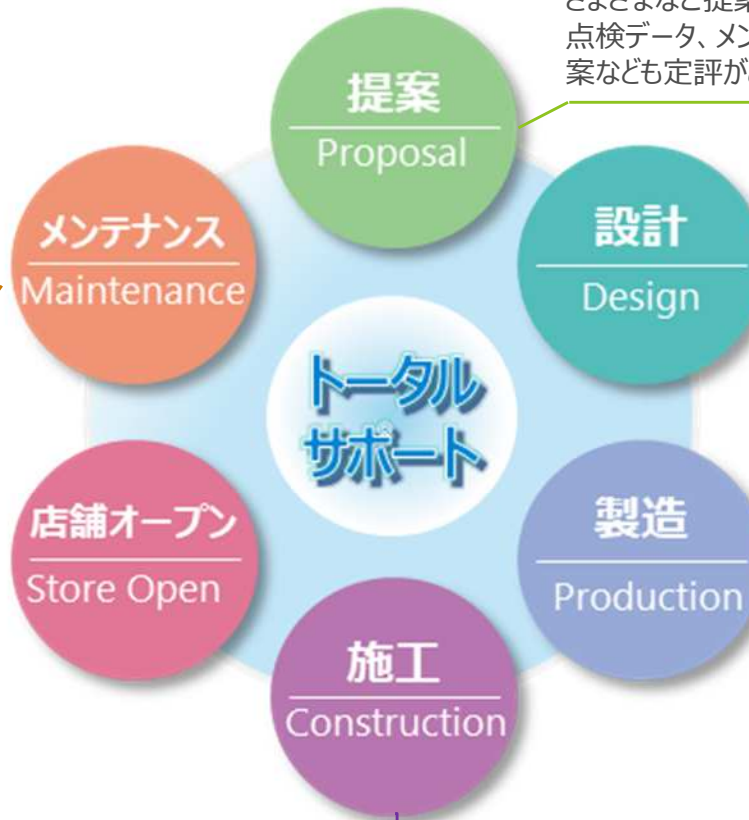 点検データ、メン
案なども定評が
提案
Proposal
設計
Design
製造
Production
施工
Construction
店舗オープン
Store Open
メンテナンス
Maintenance
トータル
サポート